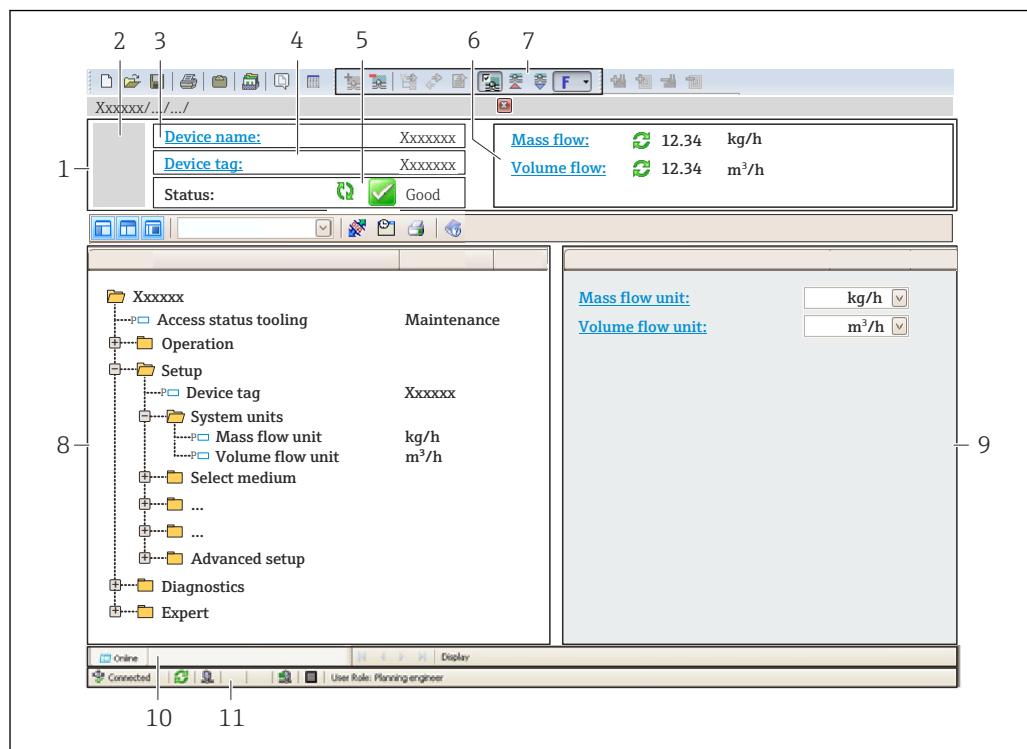 2 3 4 5 6 7
F
Xxxxxx/.../.../
1
Device name: Xxxxxxx
Device tag: Xxxxxxx
Status: Good
Mass flow: 12.34 kg/h
Volume flow: 12.34 m³/h
8
Xxxxxx
P Access status tooling Maintenance
Operation
Setup
P Device tag Xxxxxx
System units
P Mass flow unit kg/h
P Volume flow unit m³/h
Select medium
...
...
Advanced setup
Diagnostics
Expert
Mass flow unit: kg/h
Volume flow unit: m³/h
9
Online Display
Connected User Role: Planning engineer
10 11